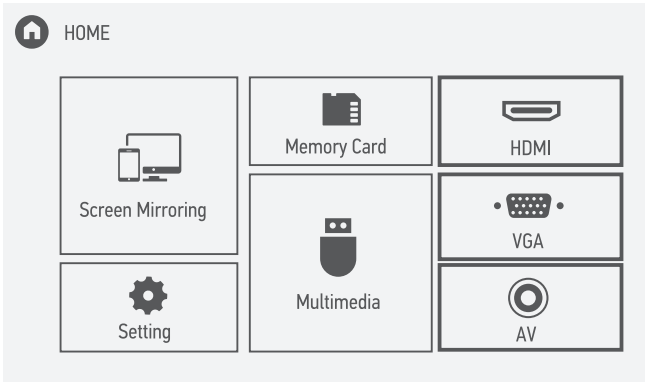 HOME
Screen Mirroring
Setting
Memory Card
Multimedia
HDMI
VGA
AV